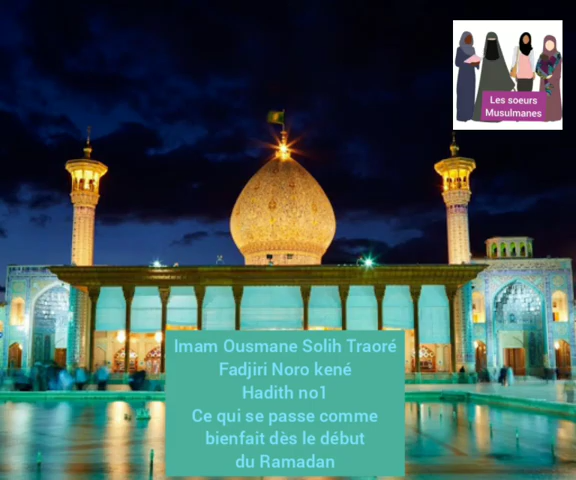 Les soeurs
Musulmanes
Imam Ousmane Solih Traoré
Fadjiri Noro kené
Hadith no1
Ce qui se passe comme
bienfait dès le début
du Ramadan